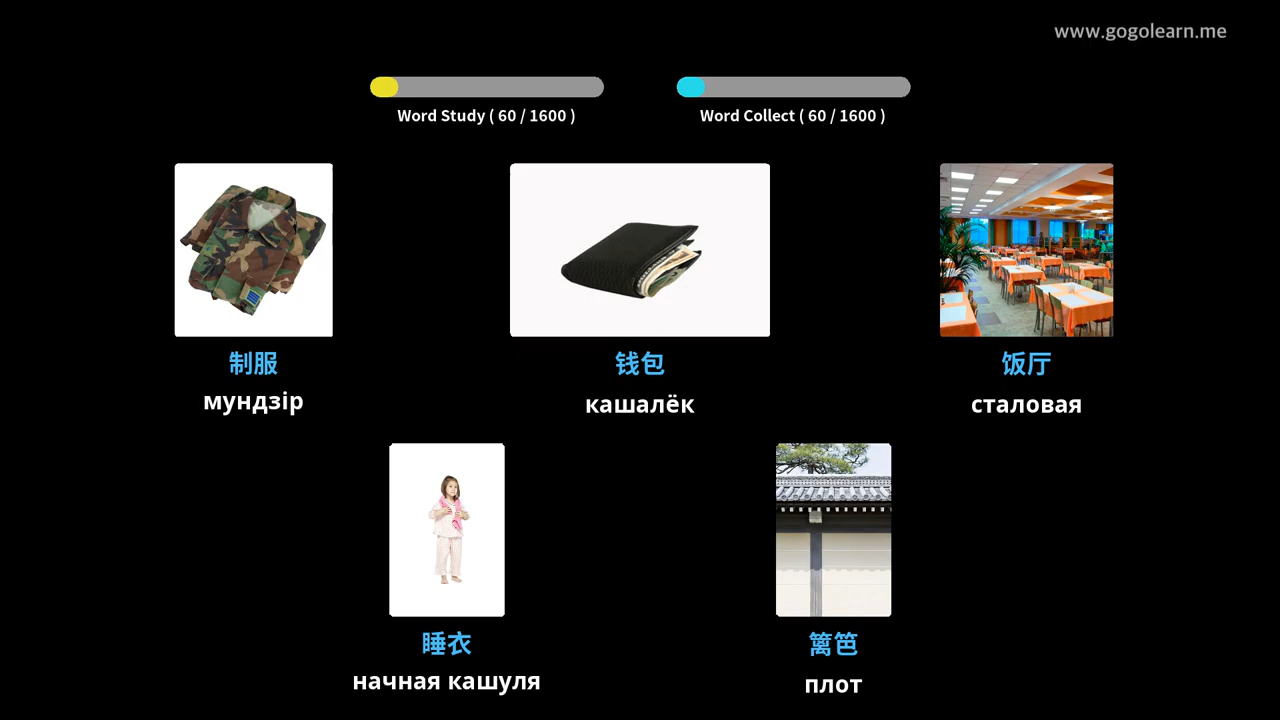 www.gogolearn.me
Word Study ( 60 / 1600 )
Word Collect ( 60 / 1600 )
制服
钱包
饭厅
мундзір
кашалёк
сталовая
睡衣
篱笆
начная кашуля
плот